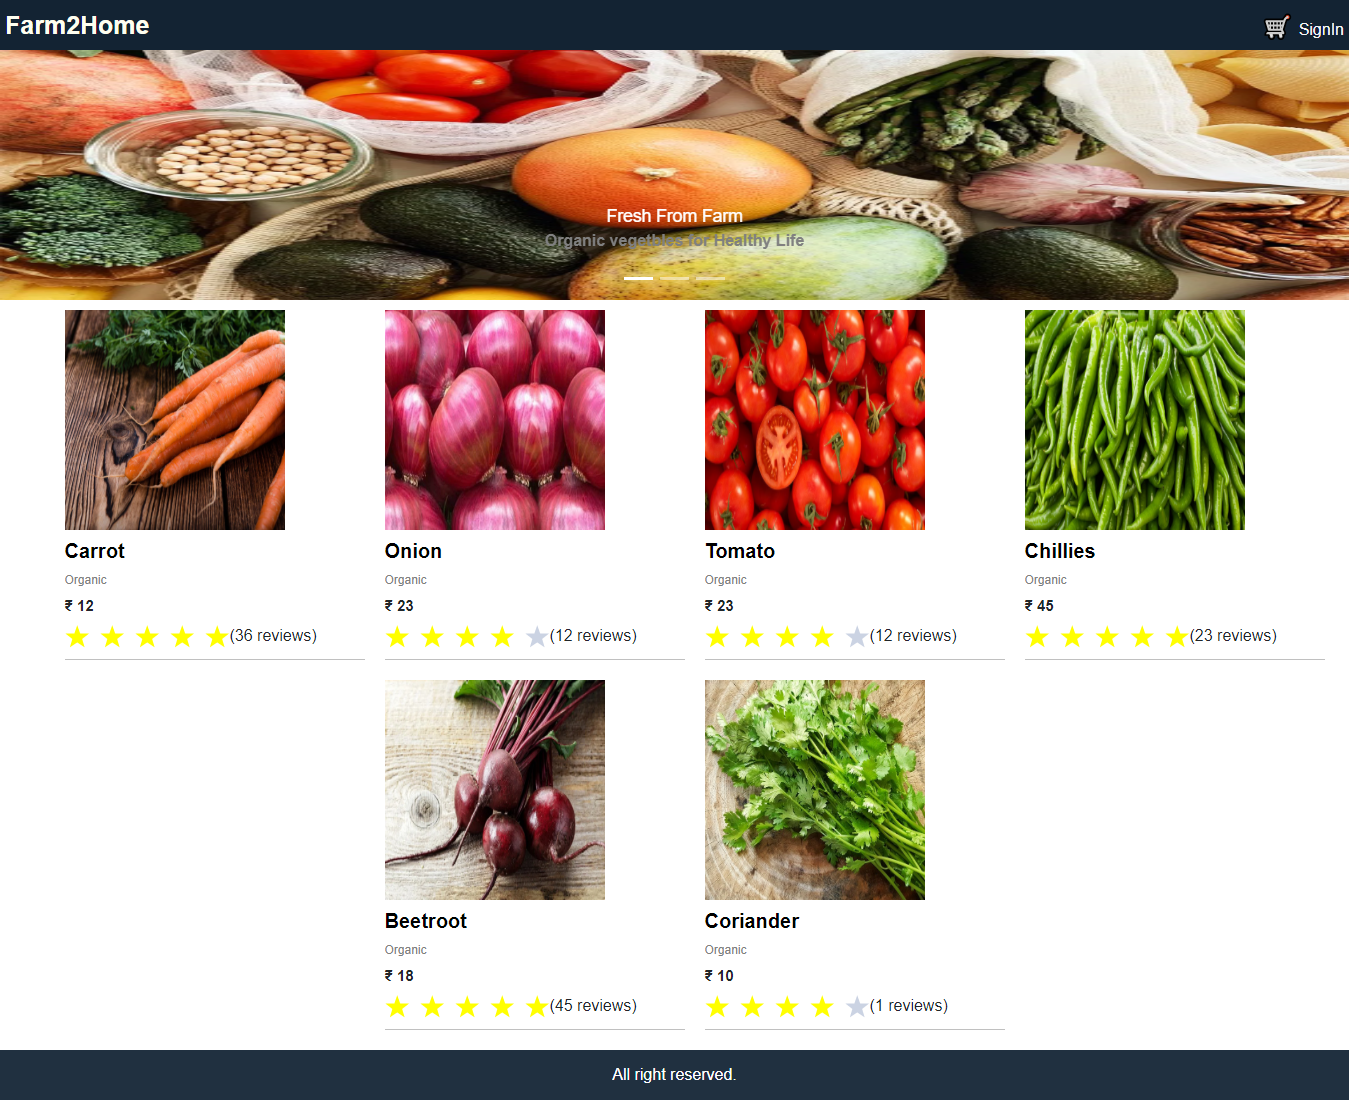 Farm2Home
SignIn
Fresh From Farm
Organic vegetbles for Healthy Life
Carrot
Organic
₹ 12
(36 reviews)
Onion
Organic
₹ 23
(12 reviews)
Tomato
Organic
₹ 23
(12 reviews)
Chillies
Organic
₹ 45
(23 reviews)
Beetroot
Organic
₹ 18
(45 reviews)
Coriander
Organic
₹ 10
(1 reviews)
All right reserved.